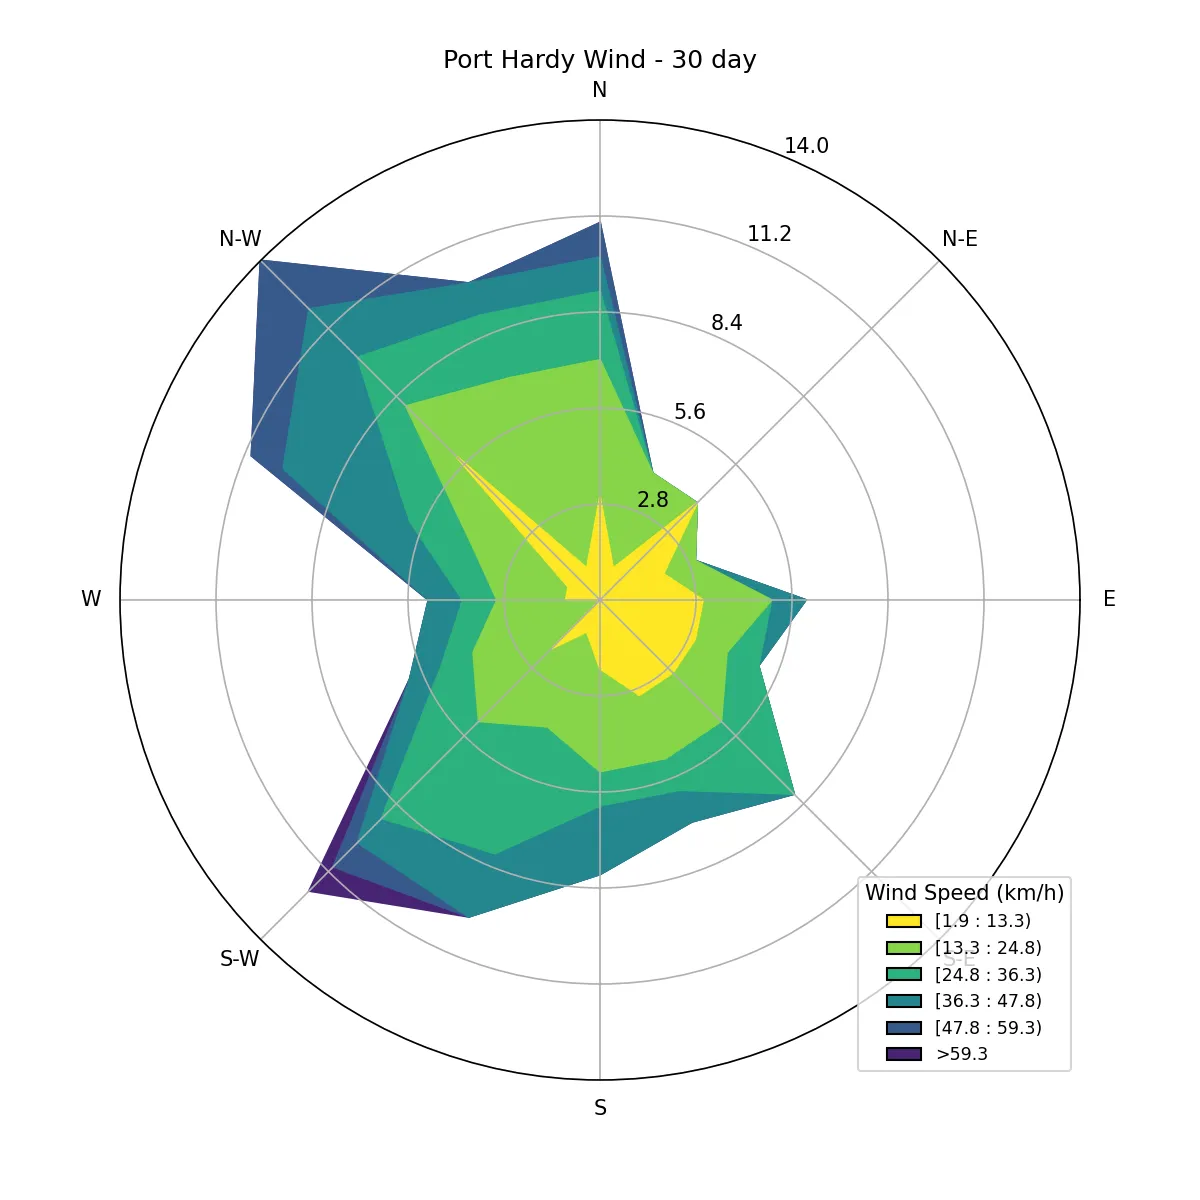 Port Hardy Wind - 30 day
N
14.0
11.2
N-W
N-E
8.4
5.6
2.8
W
E
Wind Speed (km/h)
[1.9 : 13.3)
[13.3 : 24.8)
S-W
S-E
[24.8 : 36.3)
[36.3 : 47.8)
[47.8 : 59.3)
>59.3
S